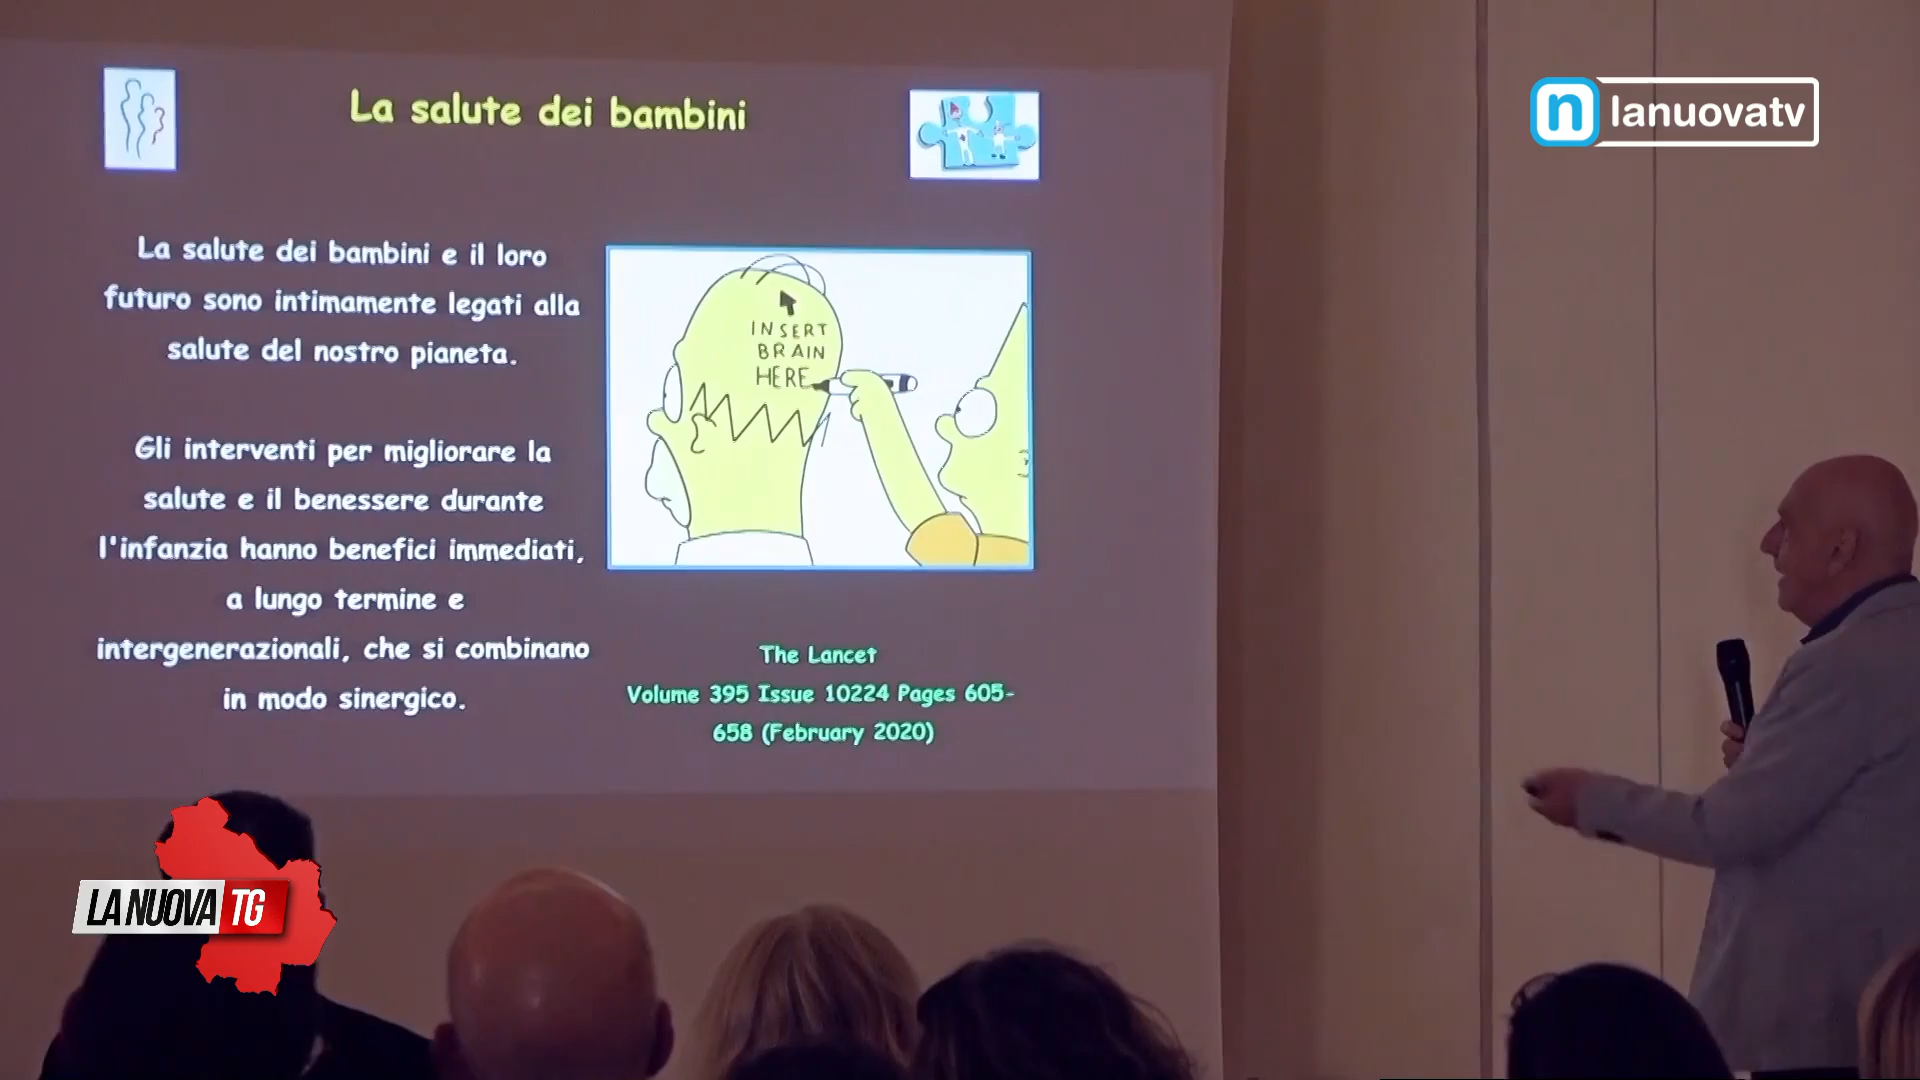 La salute dei bambini
La salute dei bambini e il loro
futuro sono intimamente legati alla
salute del nostro pianeta.
Gli interventi per migliorare la
salute e il benessere durante
l'infanzia hanno benefici immediati,
a lungo termine e
intergenerazionali, che si combinano
in modo sinergico.
INSERT
BRAIN
HERE
The Lancet
Volume 395 Issue 10224 Pages 605-
658 (February 2020)
n lanuovatv
LA NUOVA TG